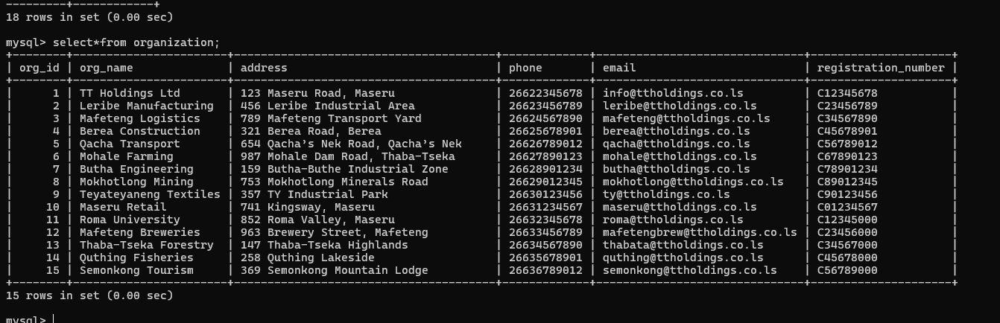 ---------+------------+
18 rows in set (0.00 sec)
mysql> select*from organization;
+--------+-----------------------+---------------------------------------+-------------+-------------------------------+---------------------+
| org_id | org_name              | address                               | phone       | email                         | registration_number |
+--------+-----------------------+---------------------------------------+-------------+-------------------------------+---------------------+
|      1 | TT Holdings Ltd       | 123 Maseru Road, Maseru               | 26622345678 | info@ttholdings.co.ls         | C12345678           |
|      2 | Leribe Manufacturing  | 456 Leribe Industrial Area            | 26623456789 | leribe@ttholdings.co.ls       | C23456789           |
|      3 | Mafeteng Logistics    | 789 Mafeteng Transport Yard           | 26624567890 | mafeteng@ttholdings.co.ls     | C34567890           |
|      4 | Berea Construction    | 321 Berea Road, Berea                 | 26625678901 | berea@ttholdings.co.ls        | C45678901           |
|      5 | Qacha Transport       | 654 Qacha’s Nek Road, Qacha’s Nek     | 26626789012 | qacha@ttholdings.co.ls        | C56789012           |
|      6 | Mohale Farming        | 987 Mohale Dam Road, Thaba-Tseka      | 26627890123 | mohale@ttholdings.co.ls       | C67890123           |
|      7 | Butha Engineering     | 159 Butha-Buthe Industrial Zone       | 26628901234 | butha@ttholdings.co.ls        | C78901234           |
|      8 | Mokhotlong Mining     | 753 Mokhotlong Minerals Road          | 26629012345 | mokhotlong@ttholdings.co.ls   | C89012345           |
|      9 | Teyateyaneng Textiles | 357 TY Industrial Park                | 26630123456 | ty@ttholdings.co.ls           | C90123456           |
|     10 | Maseru Retail         | 741 Kingsway, Maseru                  | 26631234567 | maseru@ttholdings.co.ls       | C01234567           |
|     11 | Roma University       | 852 Roma Valley, Maseru               | 26632345678 | roma@ttholdings.co.ls         | C12345000           |
|     12 | Mafeteng Breweries    | 963 Brewery Street, Mafeteng          | 26633456789 | mafetengbrew@ttholdings.co.ls | C23456000           |
|     13 | Thaba-Tseka Forestry  | 147 Thaba-Tseka Highlands             | 26634567890 | thabata@ttholdings.co.ls      | C34567000           |
|     14 | Quthing Fisheries     | 258 Quthing Lakeside                  | 26635678901 | quthing@ttholdings.co.ls      | C45678000           |
|     15 | Semonkong Tourism     | 369 Semonkong Mountain Lodge          | 26636789012 | semonkong@ttholdings.co.ls    | C56789000           |
+--------+-----------------------+---------------------------------------+-------------+-------------------------------+---------------------+
15 rows in set (0.00 sec)
mysql>